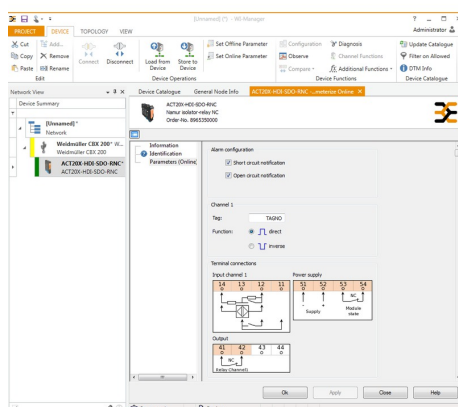 [Unnamed] (*) - WI-Manager
PROJECT DEVICE TOPOLOGY VIEW Administrator
Cut Add...
Copy Remove
Paste Rename
Edit
Connect Disconnect
Load from Device Store to Device
Set Offline Parameter
Set Online Parameter
Device Operations
Configuration Diagnosis
Observe Channel Functions
Compare Additional Functions
Device Functions
Update Catalogue
Filter on Allowed
DTM Info
Device Catalogue
Network View
Device Summary
[Unnamed]*
Network
Weidmüller CBX 200* W...
Weidmüller CBX 200
ACT20X-HDI-SDO-RNC*
ACT20X-HDI-SDO-RNC
Device Catalogue General Node Info
ACT20X-HDI-SDO-RNC
Namur isolator-relay NC
Order-No. 8965350000
Information
Identification
Parameters (Online)
Alarm configuration
Short circuit notification
Open circuit notification
Channel 1
Tag: TAGNO
Function: direct
inverse
Terminal connections
Input channel 1 Power supply
14 13 12 11 51 52 53 54
NC
- +
Supply Module state
Output
41 42 43 44
NC
Relay Channel1
Ok Apply Close Help